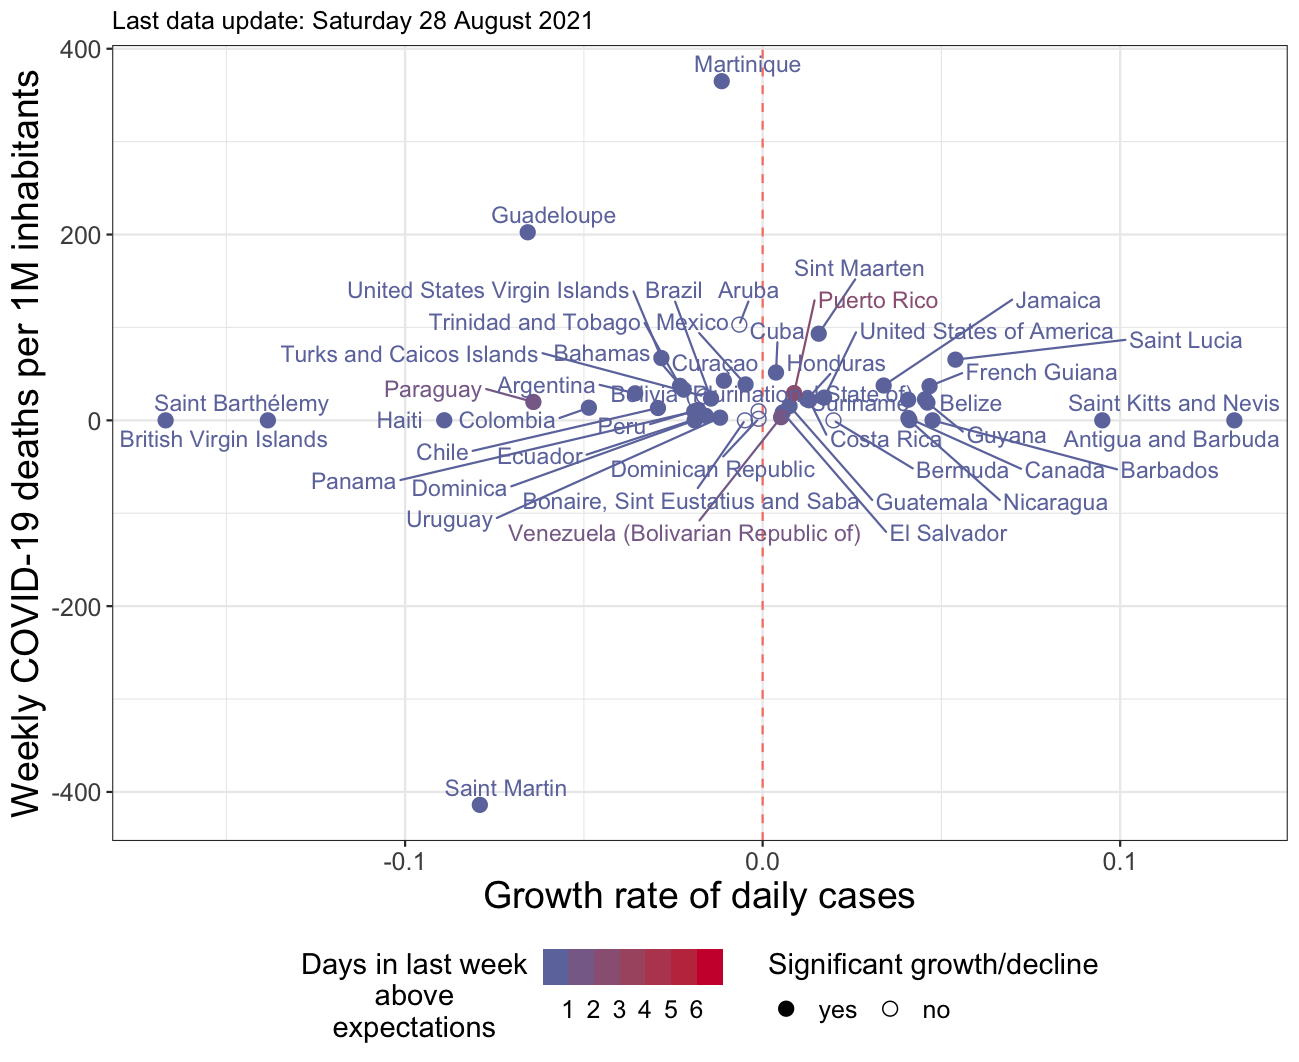 Last data update: Saturday 28 August 2021
Weekly COVID-19 deaths per 1M inhabitants
400
200
0
-200
-400
Martinique
Guadeloupe
Sint Maarten
United States Virgin Islands
Brazil
Aruba
Puerto Rico
Jamaica
Trinidad and Tobago
Mexico
Cuba
United States of America
Saint Lucia
Turks and Caicos Islands
Bahamas
Curaçao
Honduras
French Guiana
Paraguay
Argentina
Bolivia (Plurinational State of)
Saint Barthélemy
Suriname
Belize
Saint Kitts and Nevis
Haiti
Colombia
Peru
British Virgin Islands
Costa Rica
Guyana
Antigua and Barbuda
Chile
Ecuador
Dominican Republic
Bermuda
Canada
Barbados
Panama
Dominica
Bonaire, Sint Eustatius and Saba
Guatemala
Nicaragua
Uruguay
Venezuela (Bolivarian Republic of)
El Salvador
Saint Martin
-0.1
0.0
0.1
Growth rate of daily cases
Days in last week
above
expectations
1 2 3 4 5 6
Significant growth/decline
yes
no